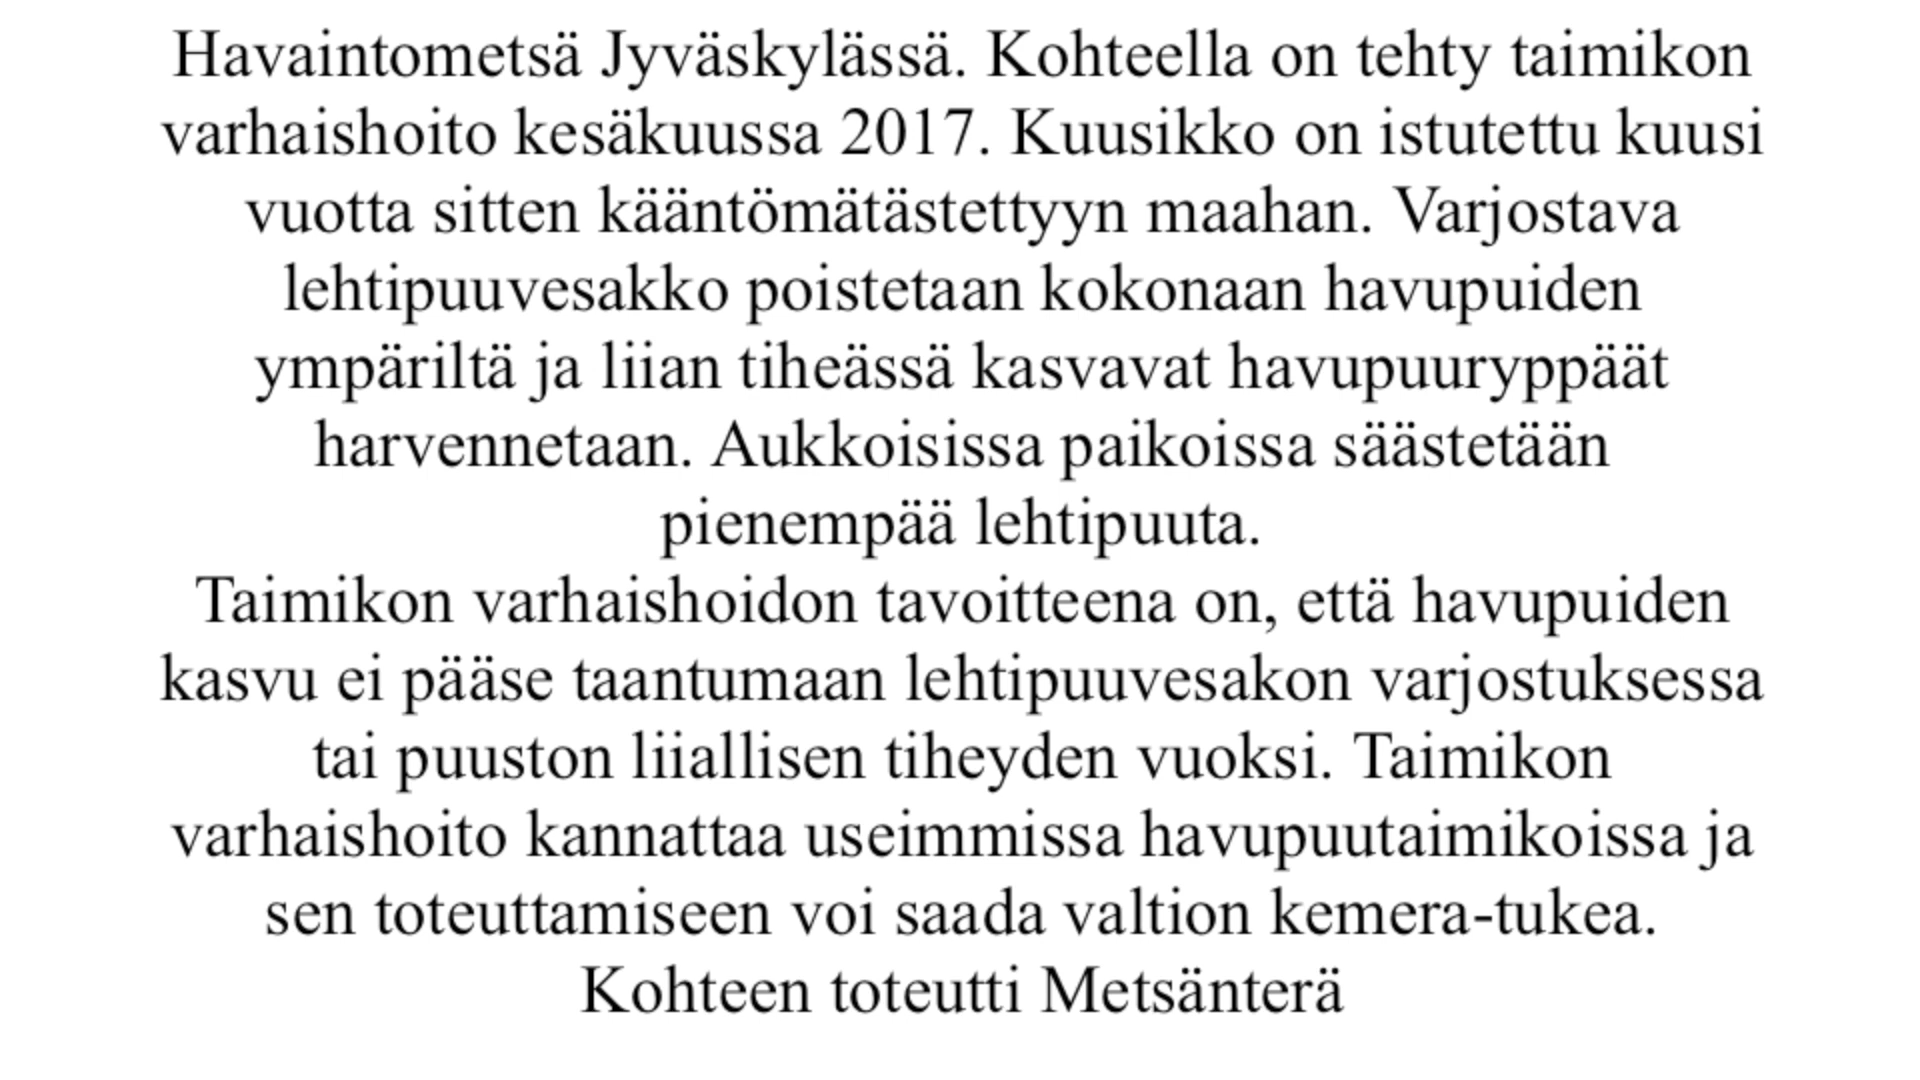 Havaintometsä Jyväskylässä. Kohteella on tehty taimikon
varhaishoito kesäkuussa 2017. Kuusikko on istutettu kuusi
vuotta sitten kääntömätästettyyn maahan. Varjostava
lehtipuuvesakko poistetaan kokonaan havupuiden
ympäriltä ja liian tiheässä kasvavat havupuuryppäät
harvennetaan. Aukkoisissa paikoissa säästetään
pienempää lehtipuuta.
Taimikon varhaishoidon tavoitteena on, että havupuiden
kasvu ei pääse taantumaan lehtipuuvesakon varjostuksessa
tai puuston liiallisen tiheyden vuoksi. Taimikon
varhaishoito kannattaa useimmissa havupuutaimikoissa ja
sen toteuttamiseen voi saada valtion kemera-tukea.
Kohteen toteutti Metsänterä